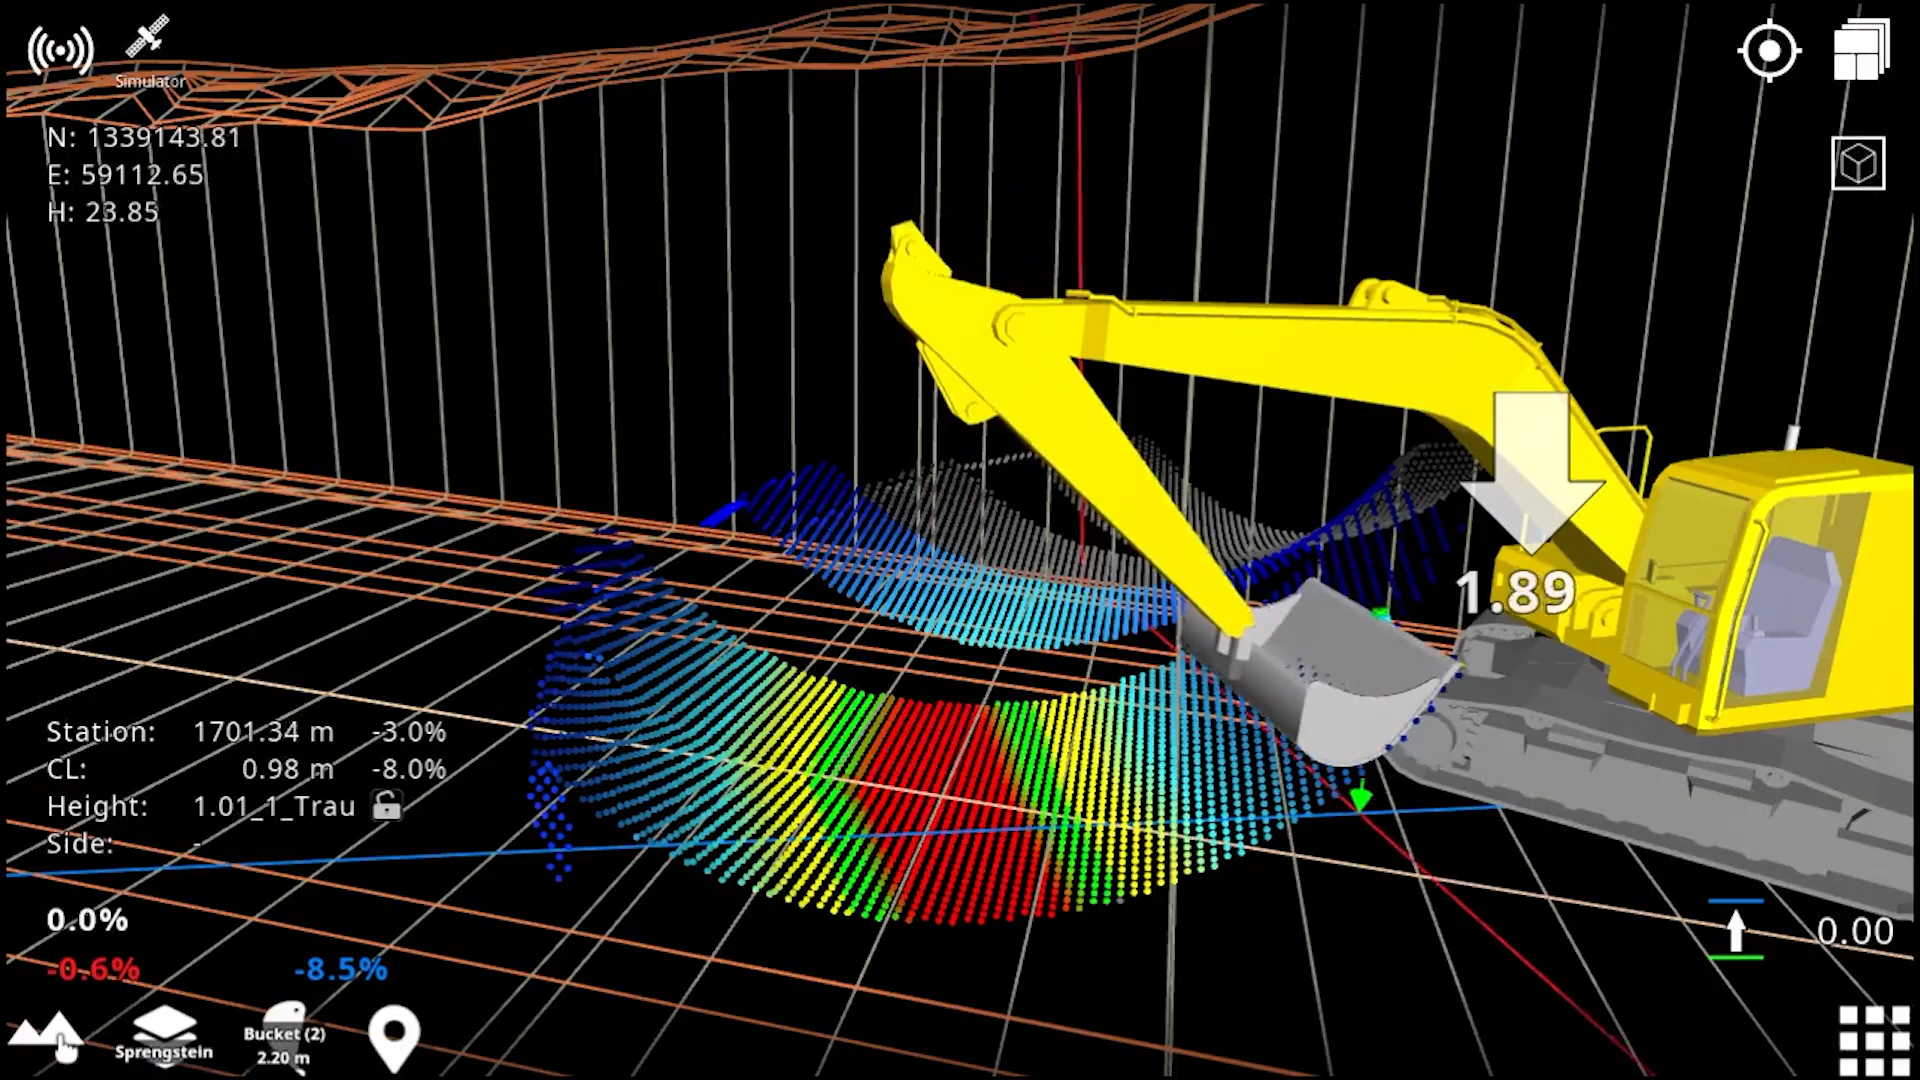 Simulator
N: 1339143.81
E: 59112.65
H: 23.85
1.89
Station: 1701.34 m -3.0%
CL: 0.98 m -8.0%
Height: 1.01_1_Trau
Side: -
0.0%
-0.6% -8.5%
0.00
Sprengstein
Bucket (2)
2.20 m